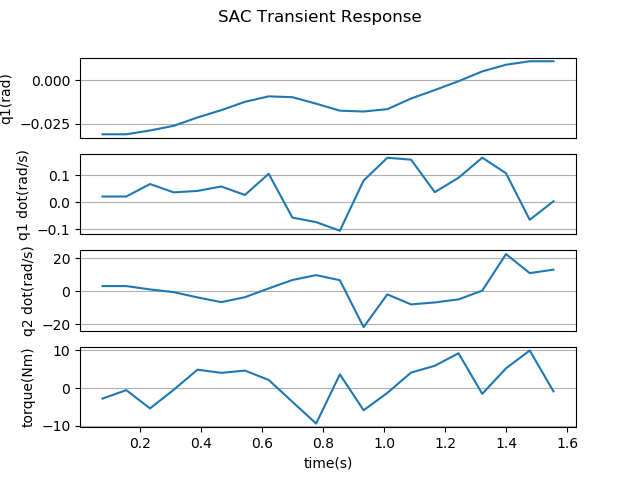 SAC Transient Response
q1(rad)
0.000
−0.025
q1 dot(rad/s)
0.1
0.0
−0.1
q2 dot(rad/s)
20
0
−20
torque(Nm)
10
0
−10
0.2 0.4 0.6 0.8 1.0 1.2 1.4 1.6
time(s)